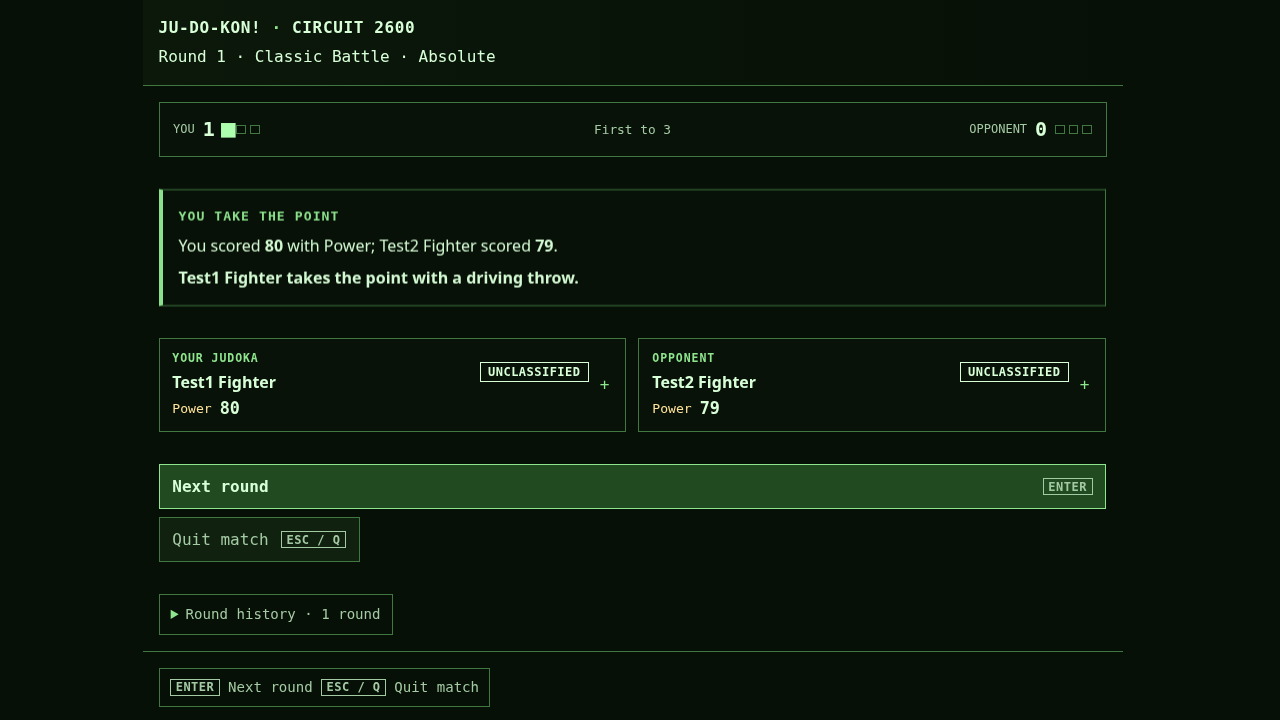 JU-DO-KON! · CIRCUIT 2600
Round 1 · Classic Battle · Absolute
YOU 1 ■□□ First to 3 OPPONENT 0 □□□
YOU TAKE THE POINT
You scored 80 with Power; Test2 Fighter scored 79.
Test1 Fighter takes the point with a driving throw.
YOUR JUDOKA
Test1 Fighter
Power 80
UNCLASSIFIED
+
OPPONENT
Test2 Fighter
Power 79
UNCLASSIFIED
+
Next round ENTER
Quit match ESC / Q
▶ Round history · 1 round
ENTER Next round ESC / Q Quit match